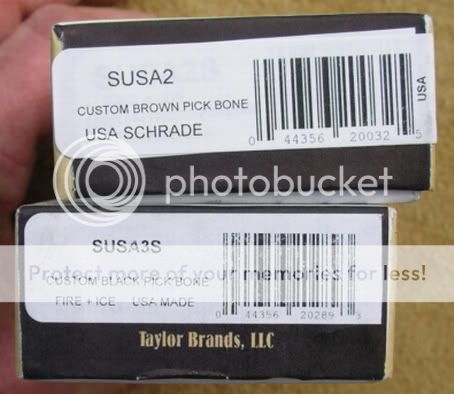 SUSA2
CUSTOM BROWN PICK BONE
USA SCHRADE
0 44356 20032 5
USA
photobucket
SUSA3S
Protect more of your memories for less!
CUSTOM BLACK PICK BONE
FIRE + ICE USA MADE
0 44356 20289
Taylor Brands, LLC